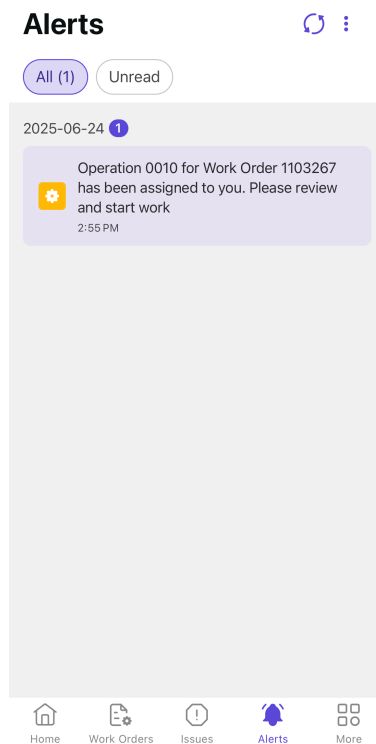 Alerts
All (1)
Unread
2025-06-24 1
Operation 0010 for Work Order 1103267
has been assigned to you. Please review
and start work
2:55 PM
Home
Work Orders
Issues
Alerts
More